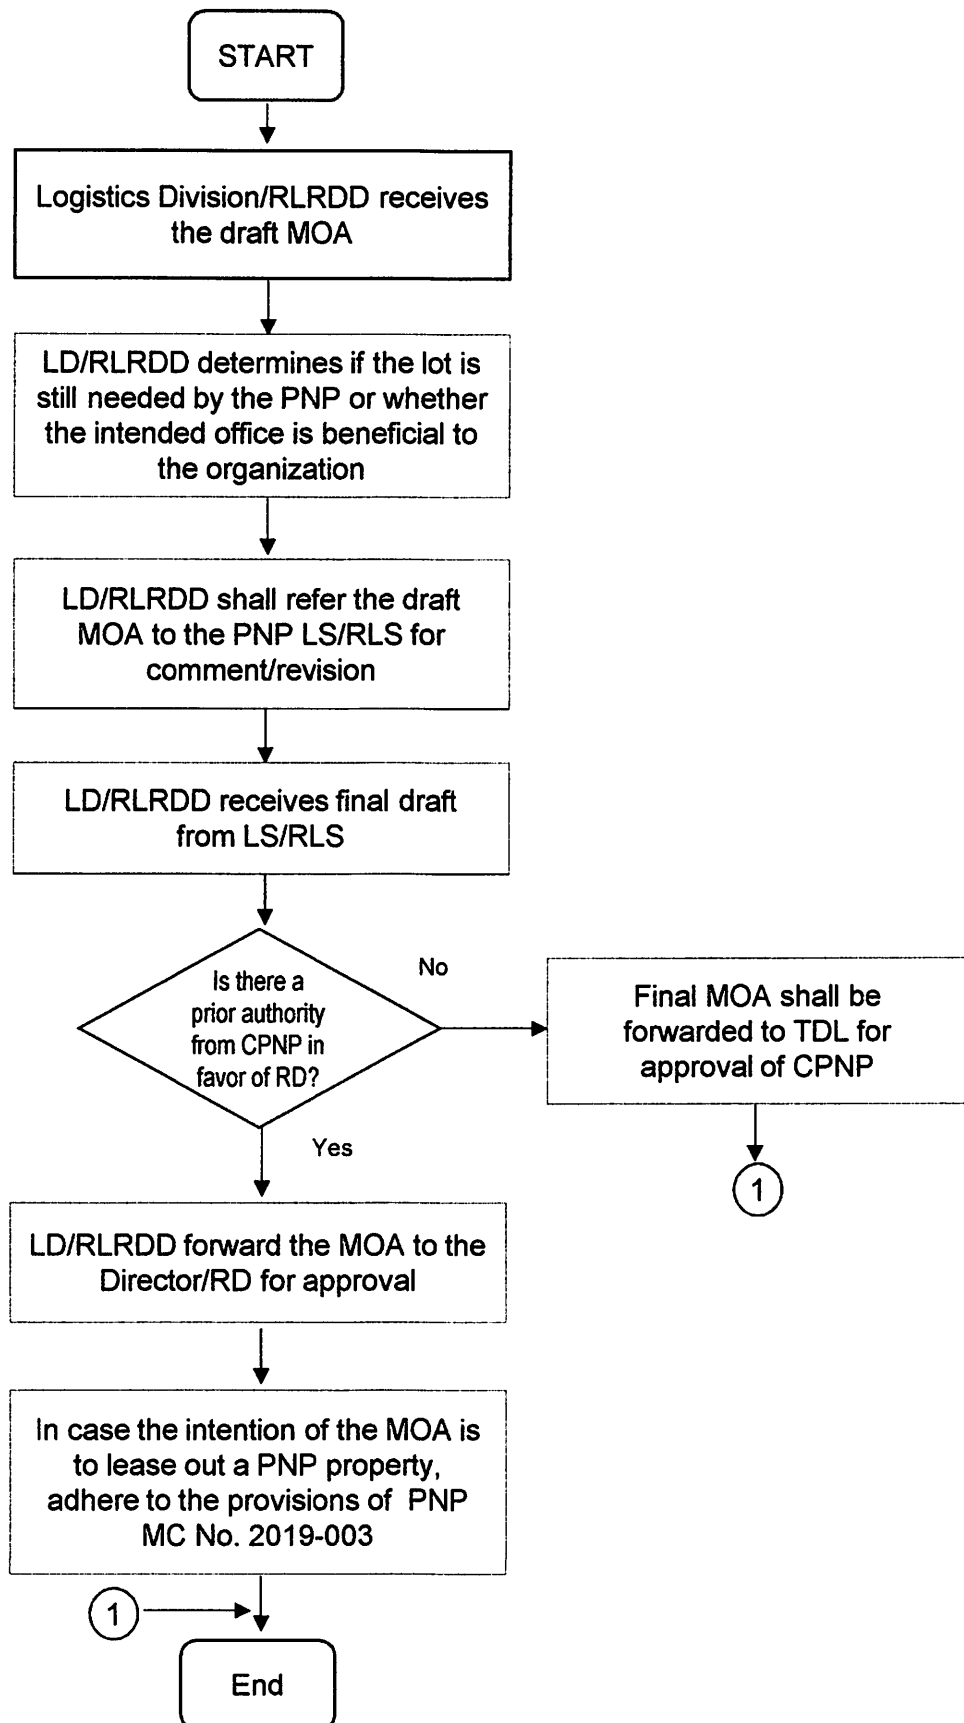 START
Logistics Division/RLRDD receives
the draft MOA
LD/RLRDD determines if the lot is
still needed by the PNP or whether
the intended office is beneficial to
the organization
LD/RLRDD shall refer the draft
MOA to the PNP LS/RLS for
comment/revision
LD/RLRDD receives final draft
from LS/RLS
Is there a
prior authority
from CPNP in
favor of RD?
No
Final MOA shall be
forwarded to TDL for
approval of CPNP
1
Yes
LD/RLRDD forward the MOA to the
Director/RD for approval
In case the intention of the MOA is
to lease out a PNP property,
adhere to the provisions of PNP
MC No. 2019-003
1
End